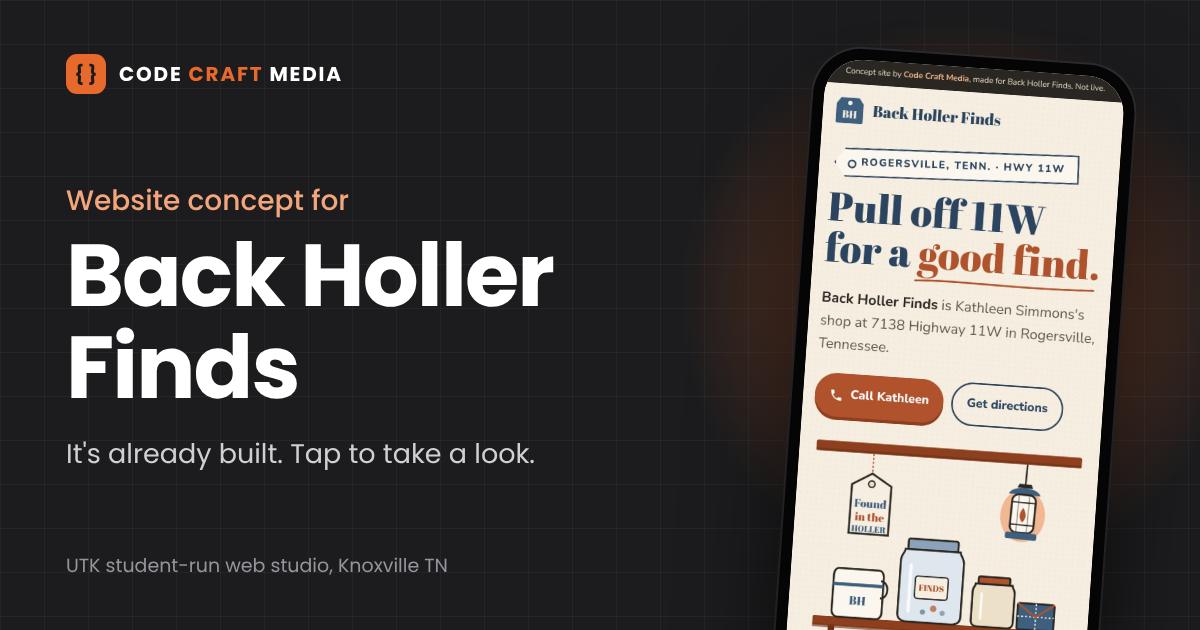 { } CODE CRAFT MEDIA
Website concept for
Back Holler
Finds
It's already built. Tap to take a look.
UTK student-run web studio, Knoxville TN
Concept site by Code Craft Media, made for Back Holler Finds. Not live.
BH Back Holler Finds
ROGERSVILLE, TENN. · HWY 11W
Pull off 11W
for a good find.
Back Holler Finds is Kathleen Simmons's
shop at 7138 Highway 11W in Rogersville,
Tennessee.
Call Kathleen
Get directions
Found
in the
HOLLER
FINDS
BH